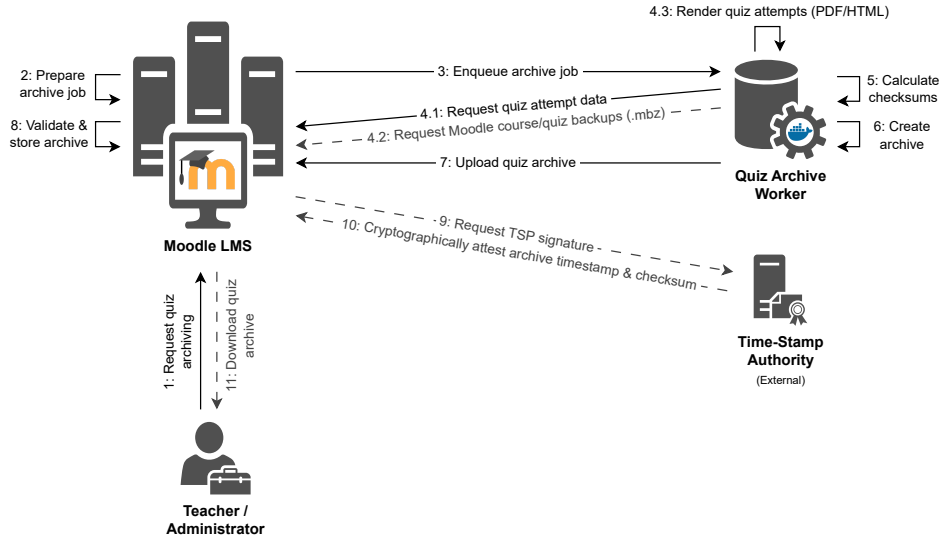 4.3: Render quiz attempts (PDF/HTML)
2: Prepare
archive job
3: Enqueue archive job
5: Calculate
checksums
4.1: Request quiz attempt data
4.2: Request Moodle course/quiz backups (.mbz)
8: Validate &
store archive
6: Create
archive
7: Upload quiz archive
m
Quiz Archive
Worker
Moodle LMS
9: Request TSP signature
10: Cryptographically attest archive timestamp & checksum
1: Request quiz
archiving
11: Download quiz
archive
Time-Stamp
Authority
(External)
Teacher /
Administrator